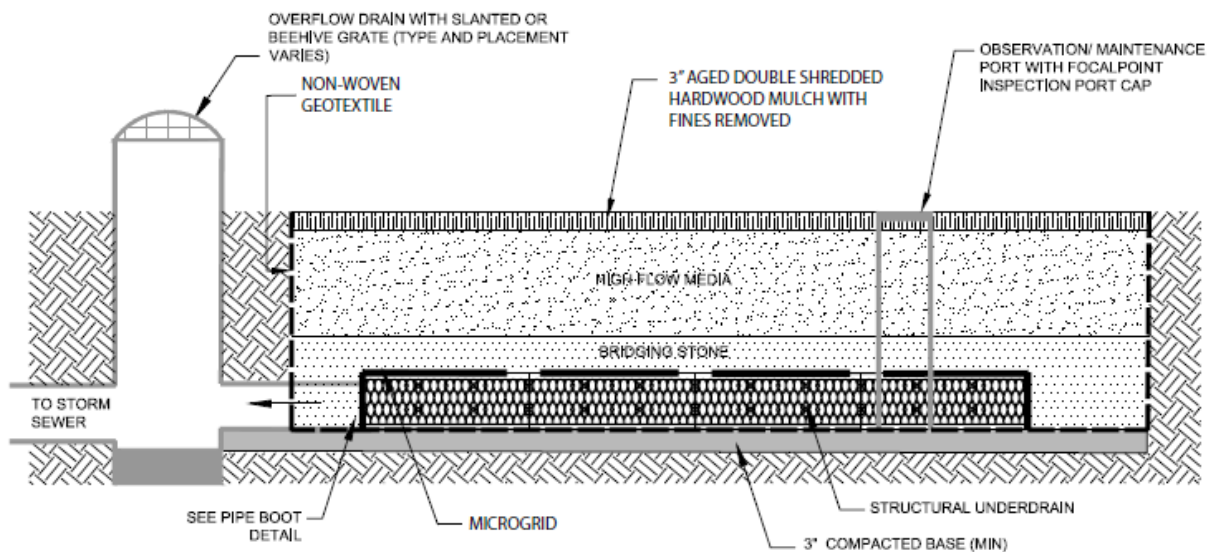 OVERFLOW DRAIN WITH SLANTED OR
BEEHIVE GRATE (TYPE AND PLACEMENT
VARIES)
NON-WOVEN
GEOTEXTILE
3" AGED DOUBLE SHREDDED
HARDWOOD MULCH WITH
FINES REMOVED
OBSERVATION/ MAINTENANCE
PORT WITH FOCALPOINT
INSPECTION PORT CAP
HIGH FLOW MEDIA
BRIDGING STONE
TO STORM
SEWER
SEE PIPE BOOT
DETAIL
MICROGRID
STRUCTURAL UNDERDRAIN
3" COMPACTED BASE (MIN)